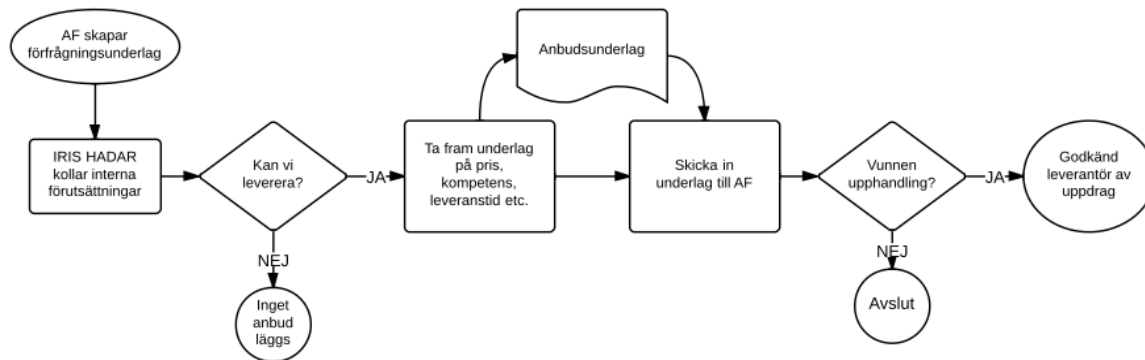 AF skapar
förfrågningsunderlag
IRIS HADAR
kollar interna
förutsättningar
Kan vi
leverera?
JA
NEJ
Inget
anbud
läggs
Ta fram underlag
på pris,
kompetens,
leveranstid etc.
Anbudsunderlag
Skicka in
underlag till AF
Vunnen
upphandling?
JA
NEJ
Avslut
Godkänd
leverantör av
uppdrag